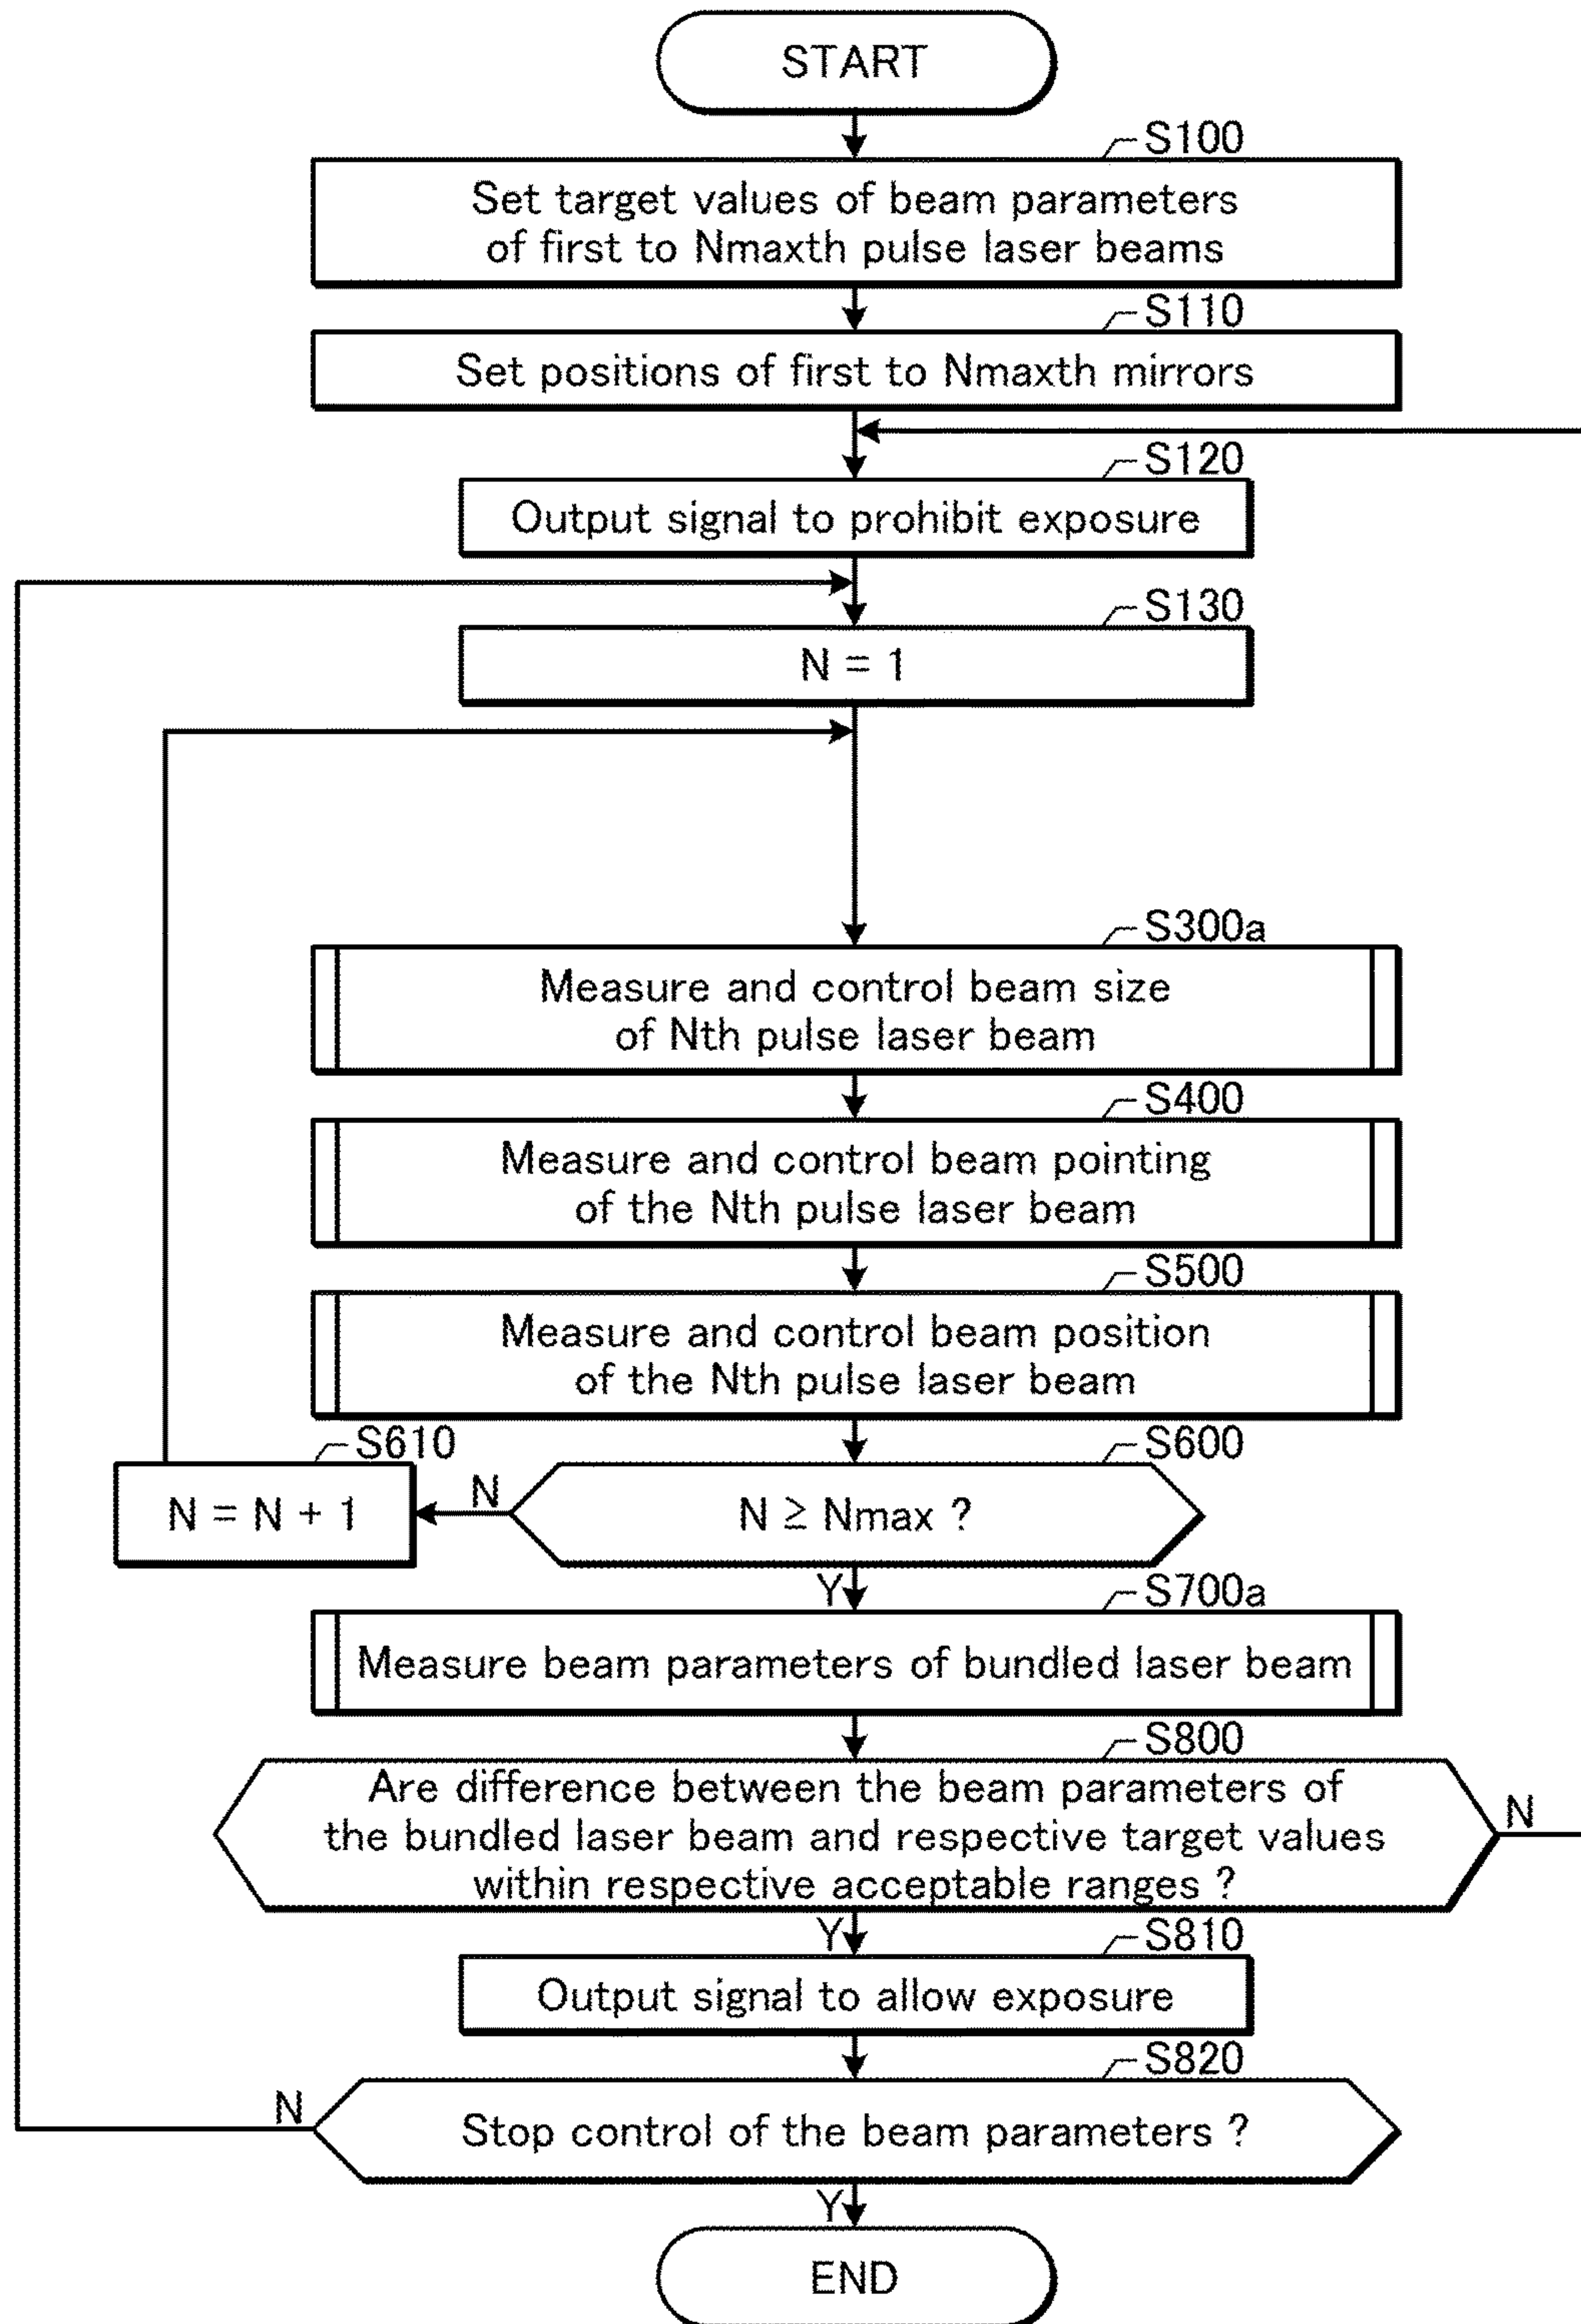 START
S100
Set target values of beam parameters
of first to Nmaxth pulse laser beams
S110
Set positions of first to Nmaxth mirrors
S120
Output signal to prohibit exposure
S130
N = 1
S300a
Measure and control beam size
of Nth pulse laser beam
S400
Measure and control beam pointing
of the Nth pulse laser beam
S500
Measure and control beam position
of the Nth pulse laser beam
S610
S600
N = N + 1
N
N ≥ Nmax ?
Y
S700a
Measure beam parameters of bundled laser beam
S800
Are difference between the beam parameters of
the bundled laser beam and respective target values
within respective acceptable ranges ?
N
Y
S810
Output signal to allow exposure
S820
N
Stop control of the beam parameters ?
Y
END